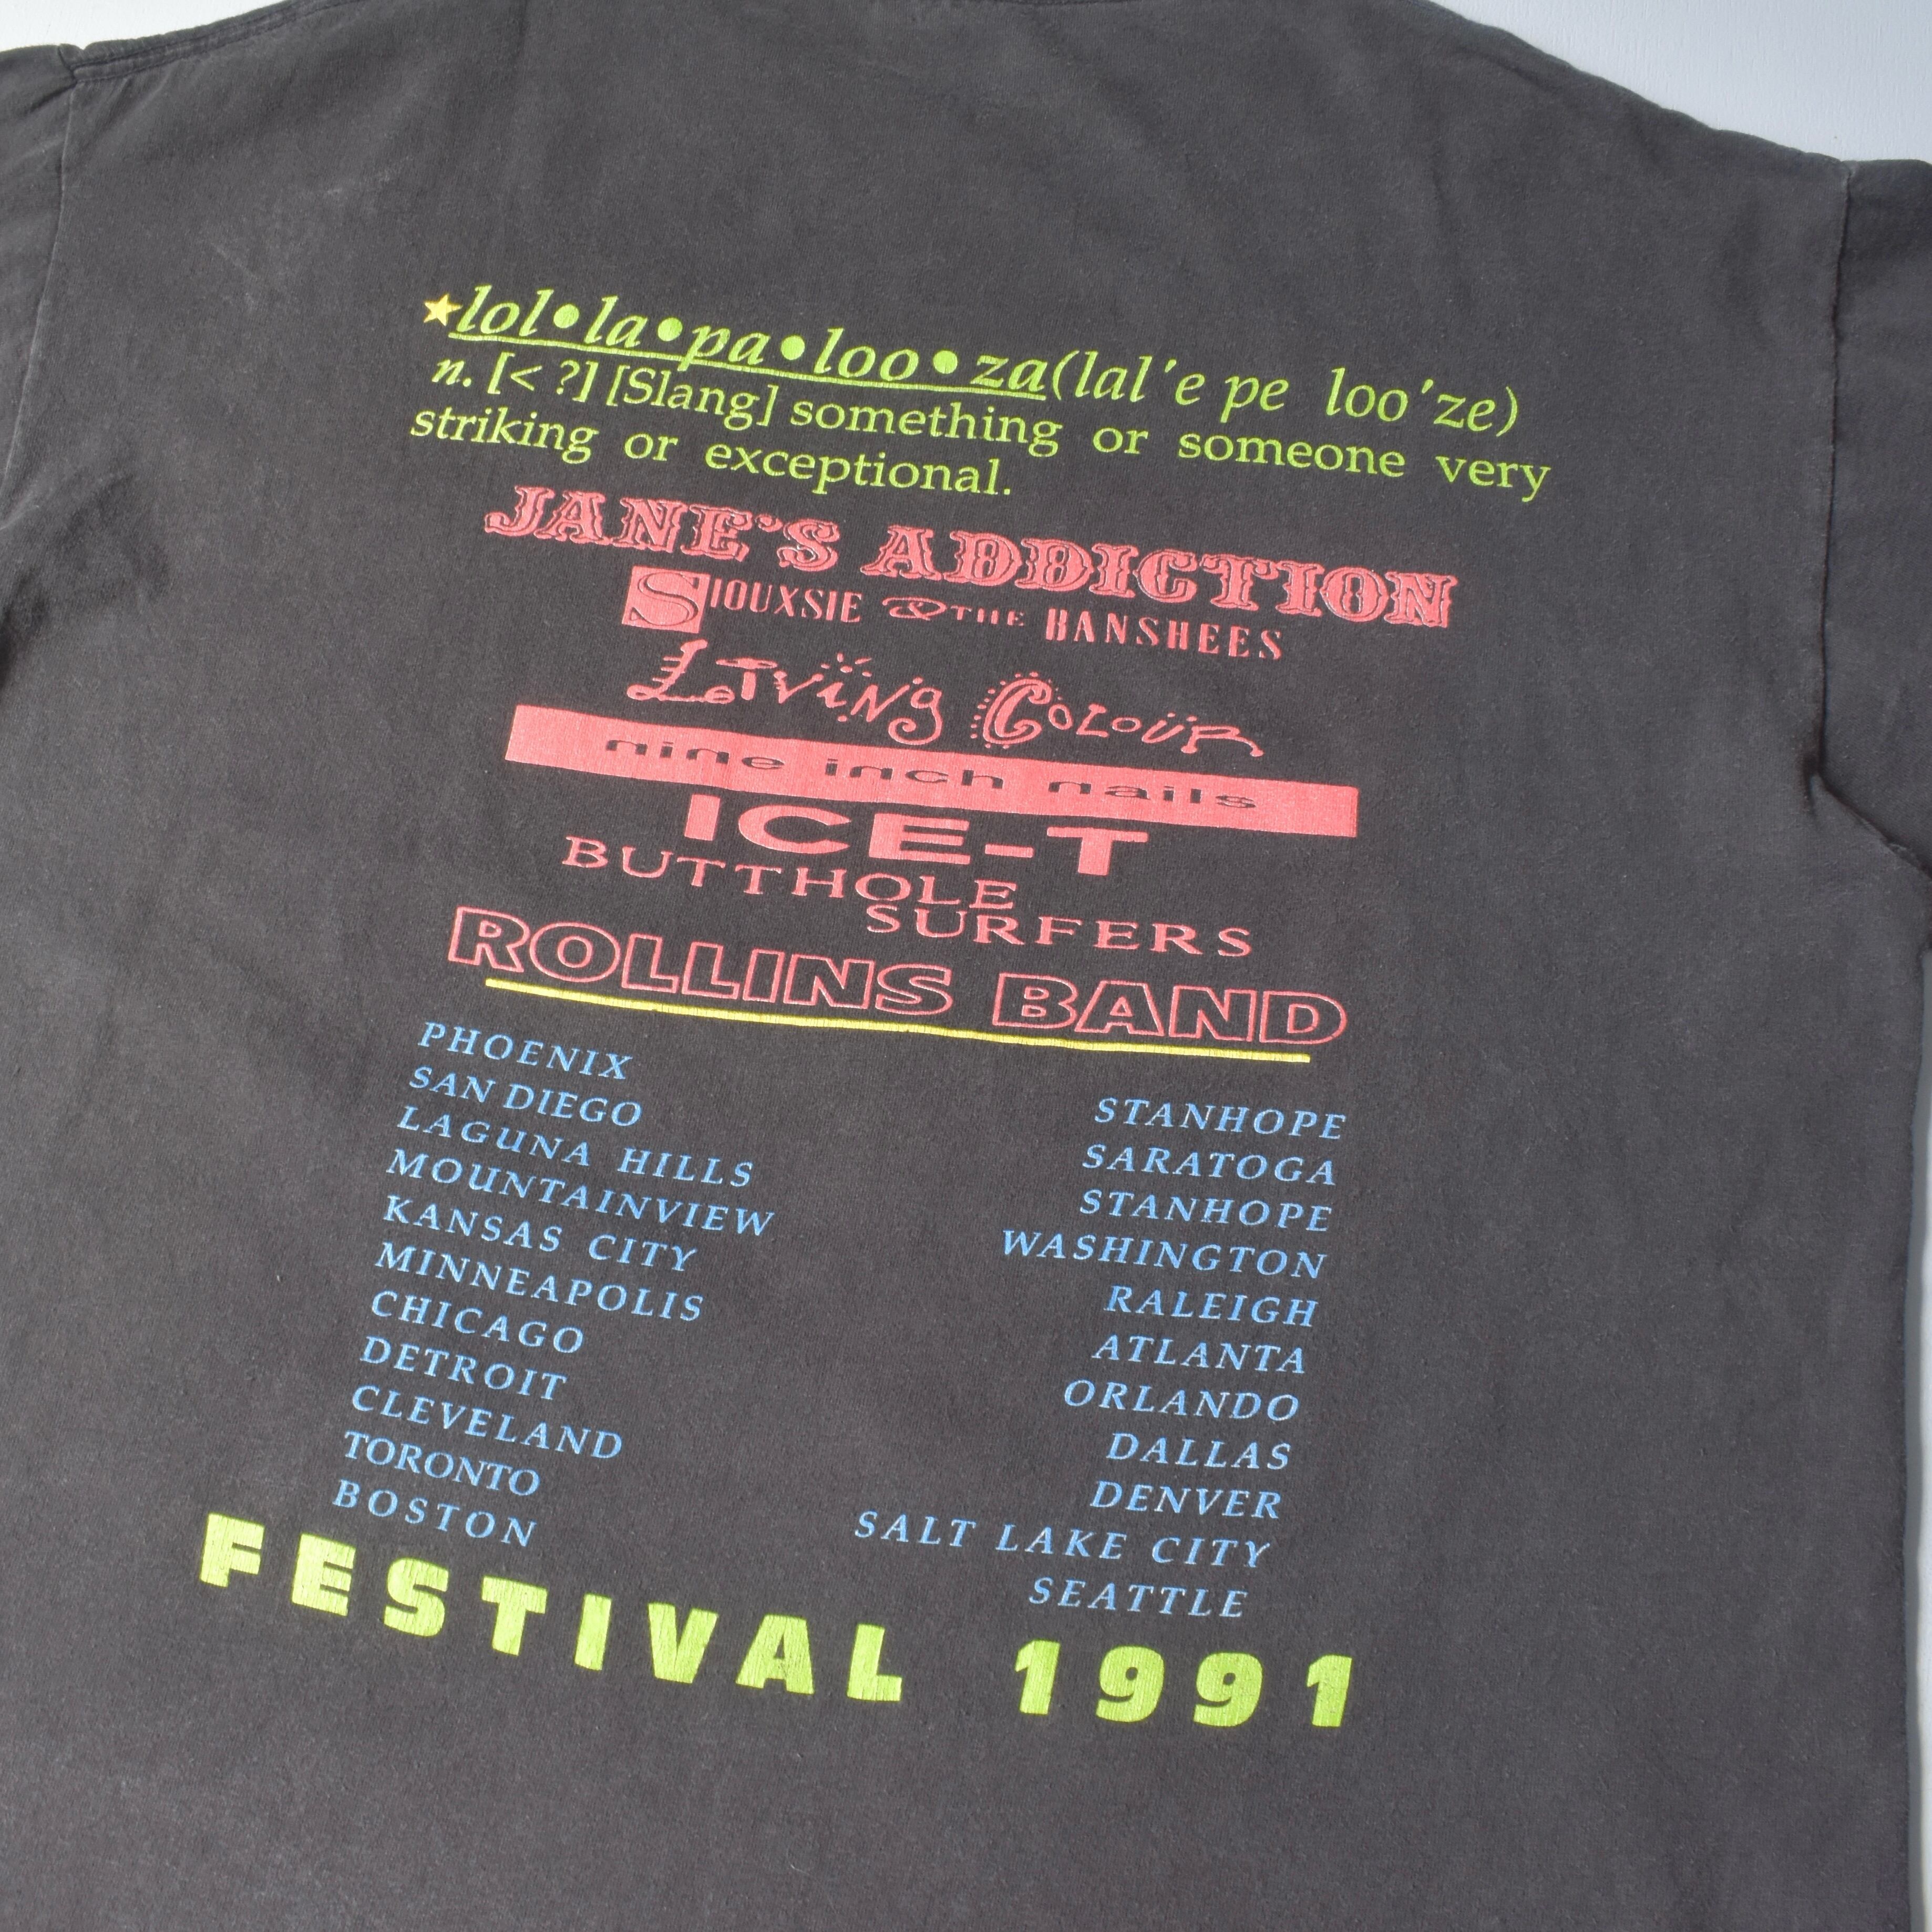 ★lol•la•pa•loo•za(lal'e pe loo'ze)
n. [< ?] [Slang] something or someone very
striking or exceptional.
JANE'S ADDICTION
SIOUXSIE & THE BANSHEES
LIVING COLOUR
nine inch nails
ICE-T
BUTTHOLE
SURFERS
ROLLINS BAND
PHOENIX
SAN DIEGO
LAGUNA HILLS
MOUNTAINVIEW
KANSAS CITY
MINNEAPOLIS
CHICAGO
DETROIT
CLEVELAND
TORONTO
BOSTON
STANHOPE
SARATOGA
STANHOPE
WASHINGTON
RALEIGH
ATLANTA
ORLANDO
DALLAS
DENVER
SALT LAKE CITY
SEATTLE
FESTIVAL 1991